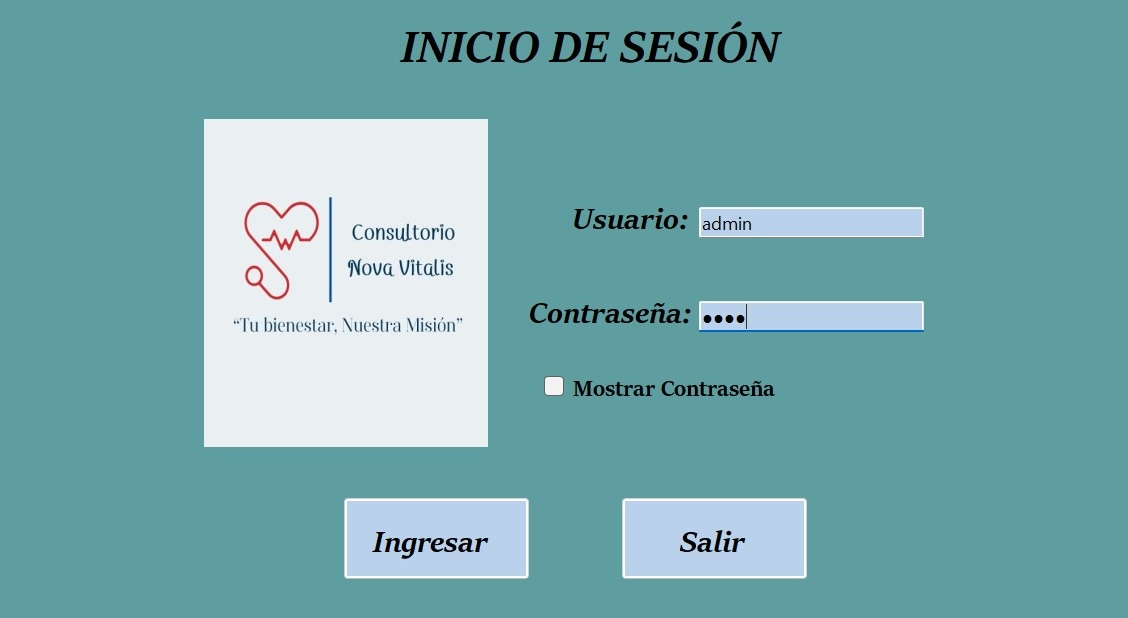 INICIO DE SESIÓN
Consultorio
Nova Vitalis
“Tu bienestar, Nuestra Misión”
Usuario: admin
Contraseña: ••••
Mostrar Contraseña
Ingresar
Salir